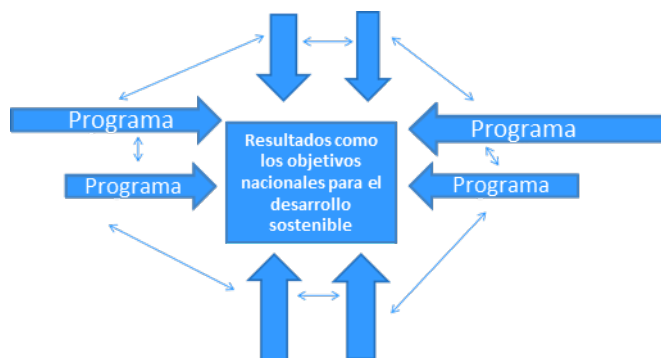 Programa
Programa
Resultados como
los objetivos
nacionales para el
desarrollo
sostenible
Programa
Programa